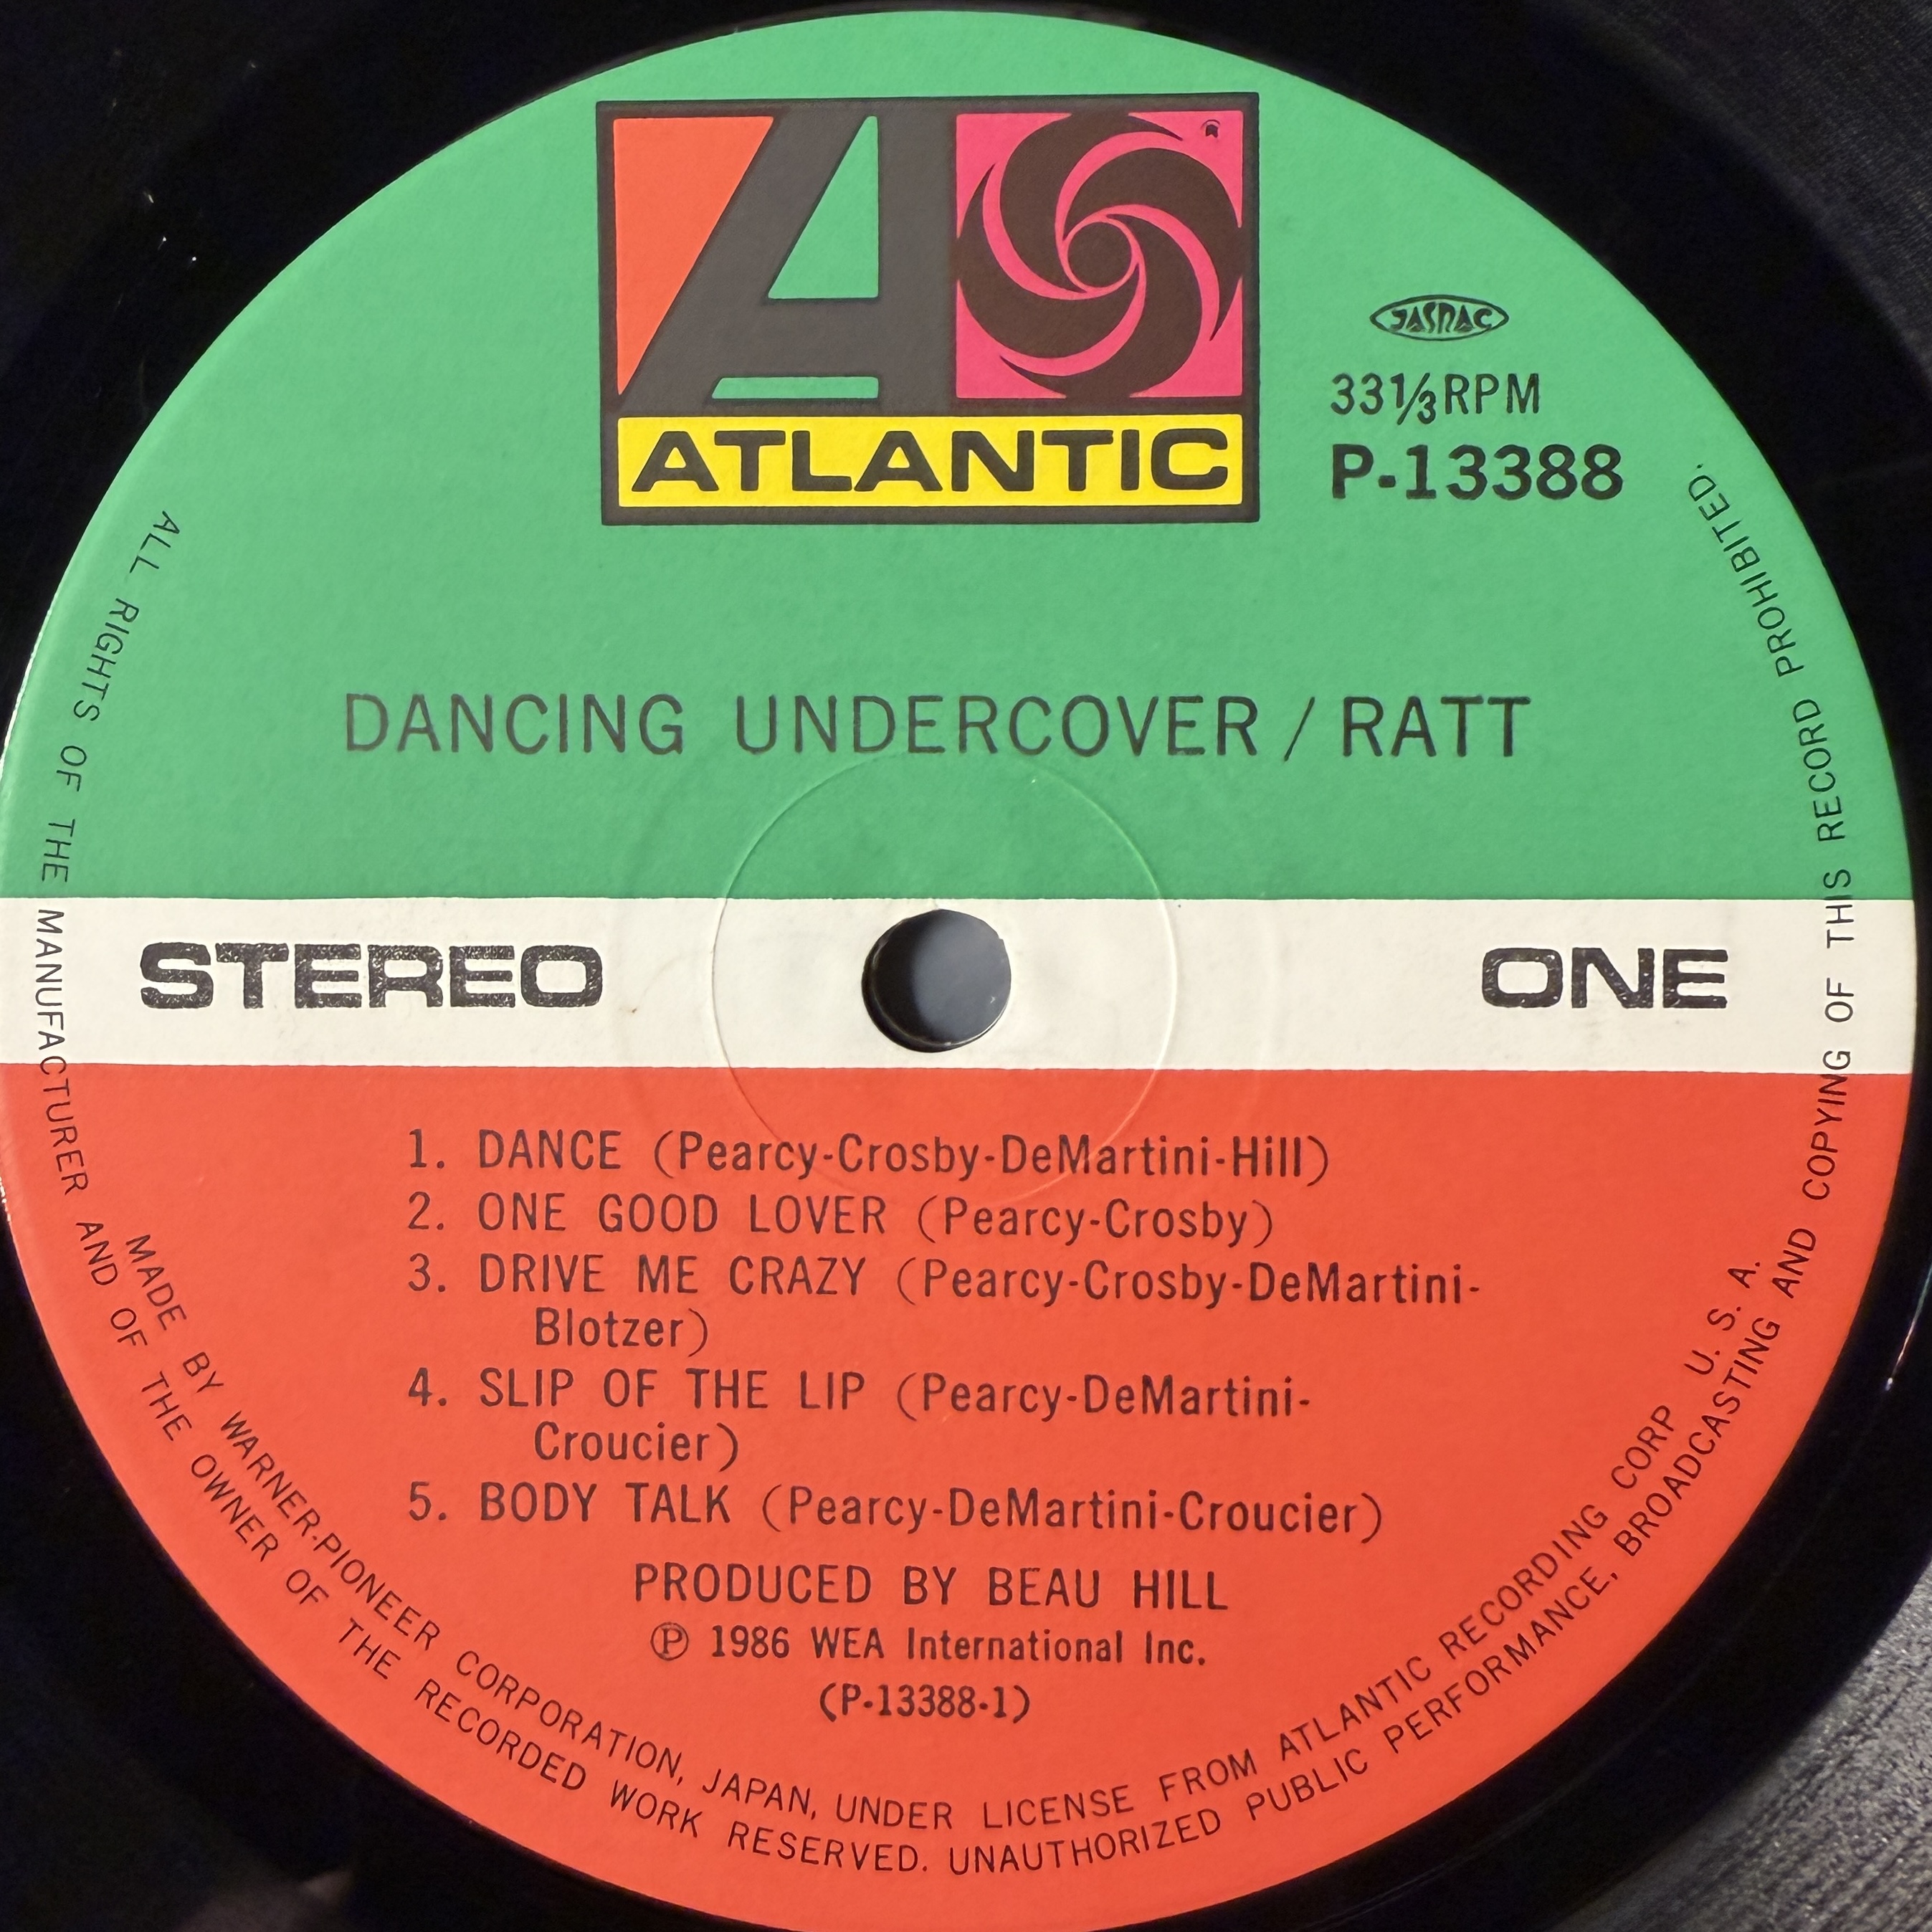 ATLANTIC
JASRAC
33⅓RPM
P-13388
DANCING UNDERCOVER / RATT
STEREO
ONE
1. DANCE (Pearcy-Crosby-DeMartini-Hill)
2. ONE GOOD LOVER (Pearcy-Crosby)
3. DRIVE ME CRAZY (Pearcy-Crosby-DeMartini-
Blotzer)
4. SLIP OF THE LIP (Pearcy-DeMartini-
Croucier)
5. BODY TALK (Pearcy-DeMartini-Croucier)
PRODUCED BY BEAU HILL
℗ 1986 WEA International Inc.
(P-13388-1)
MADE BY WARNER-PIONEER CORPORATION, JAPAN, UNDER LICENSE FROM ATLANTIC RECORDING CORP U. S. A.
ALL RIGHTS OF THE MANUFACTURER AND OF THE OWNER OF THE RECORDED WORK RESERVED. UNAUTHORIZED PUBLIC PERFORMANCE, BROADCASTING AND COPYING OF THIS RECORD PROHIBITED.